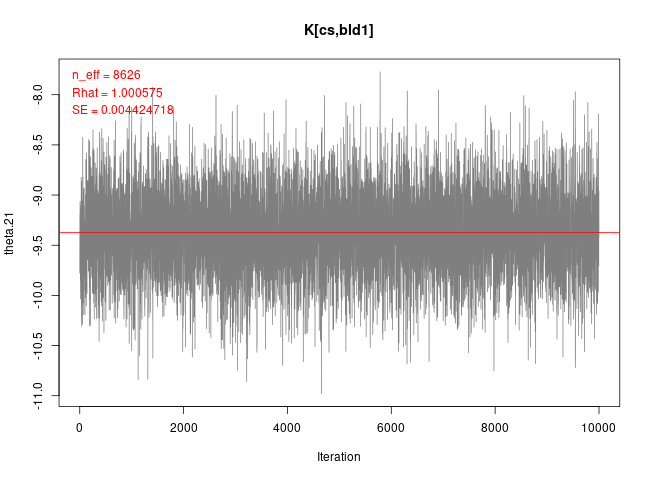 K[cs,bld1]
n_eff = 8626
Rhat = 1.000575
SE = 0.004424718
theta.21
-8.0
-8.5
-9.0
-9.5
-10.0
-10.5
-11.0
0 2000 4000 6000 8000 10000
Iteration